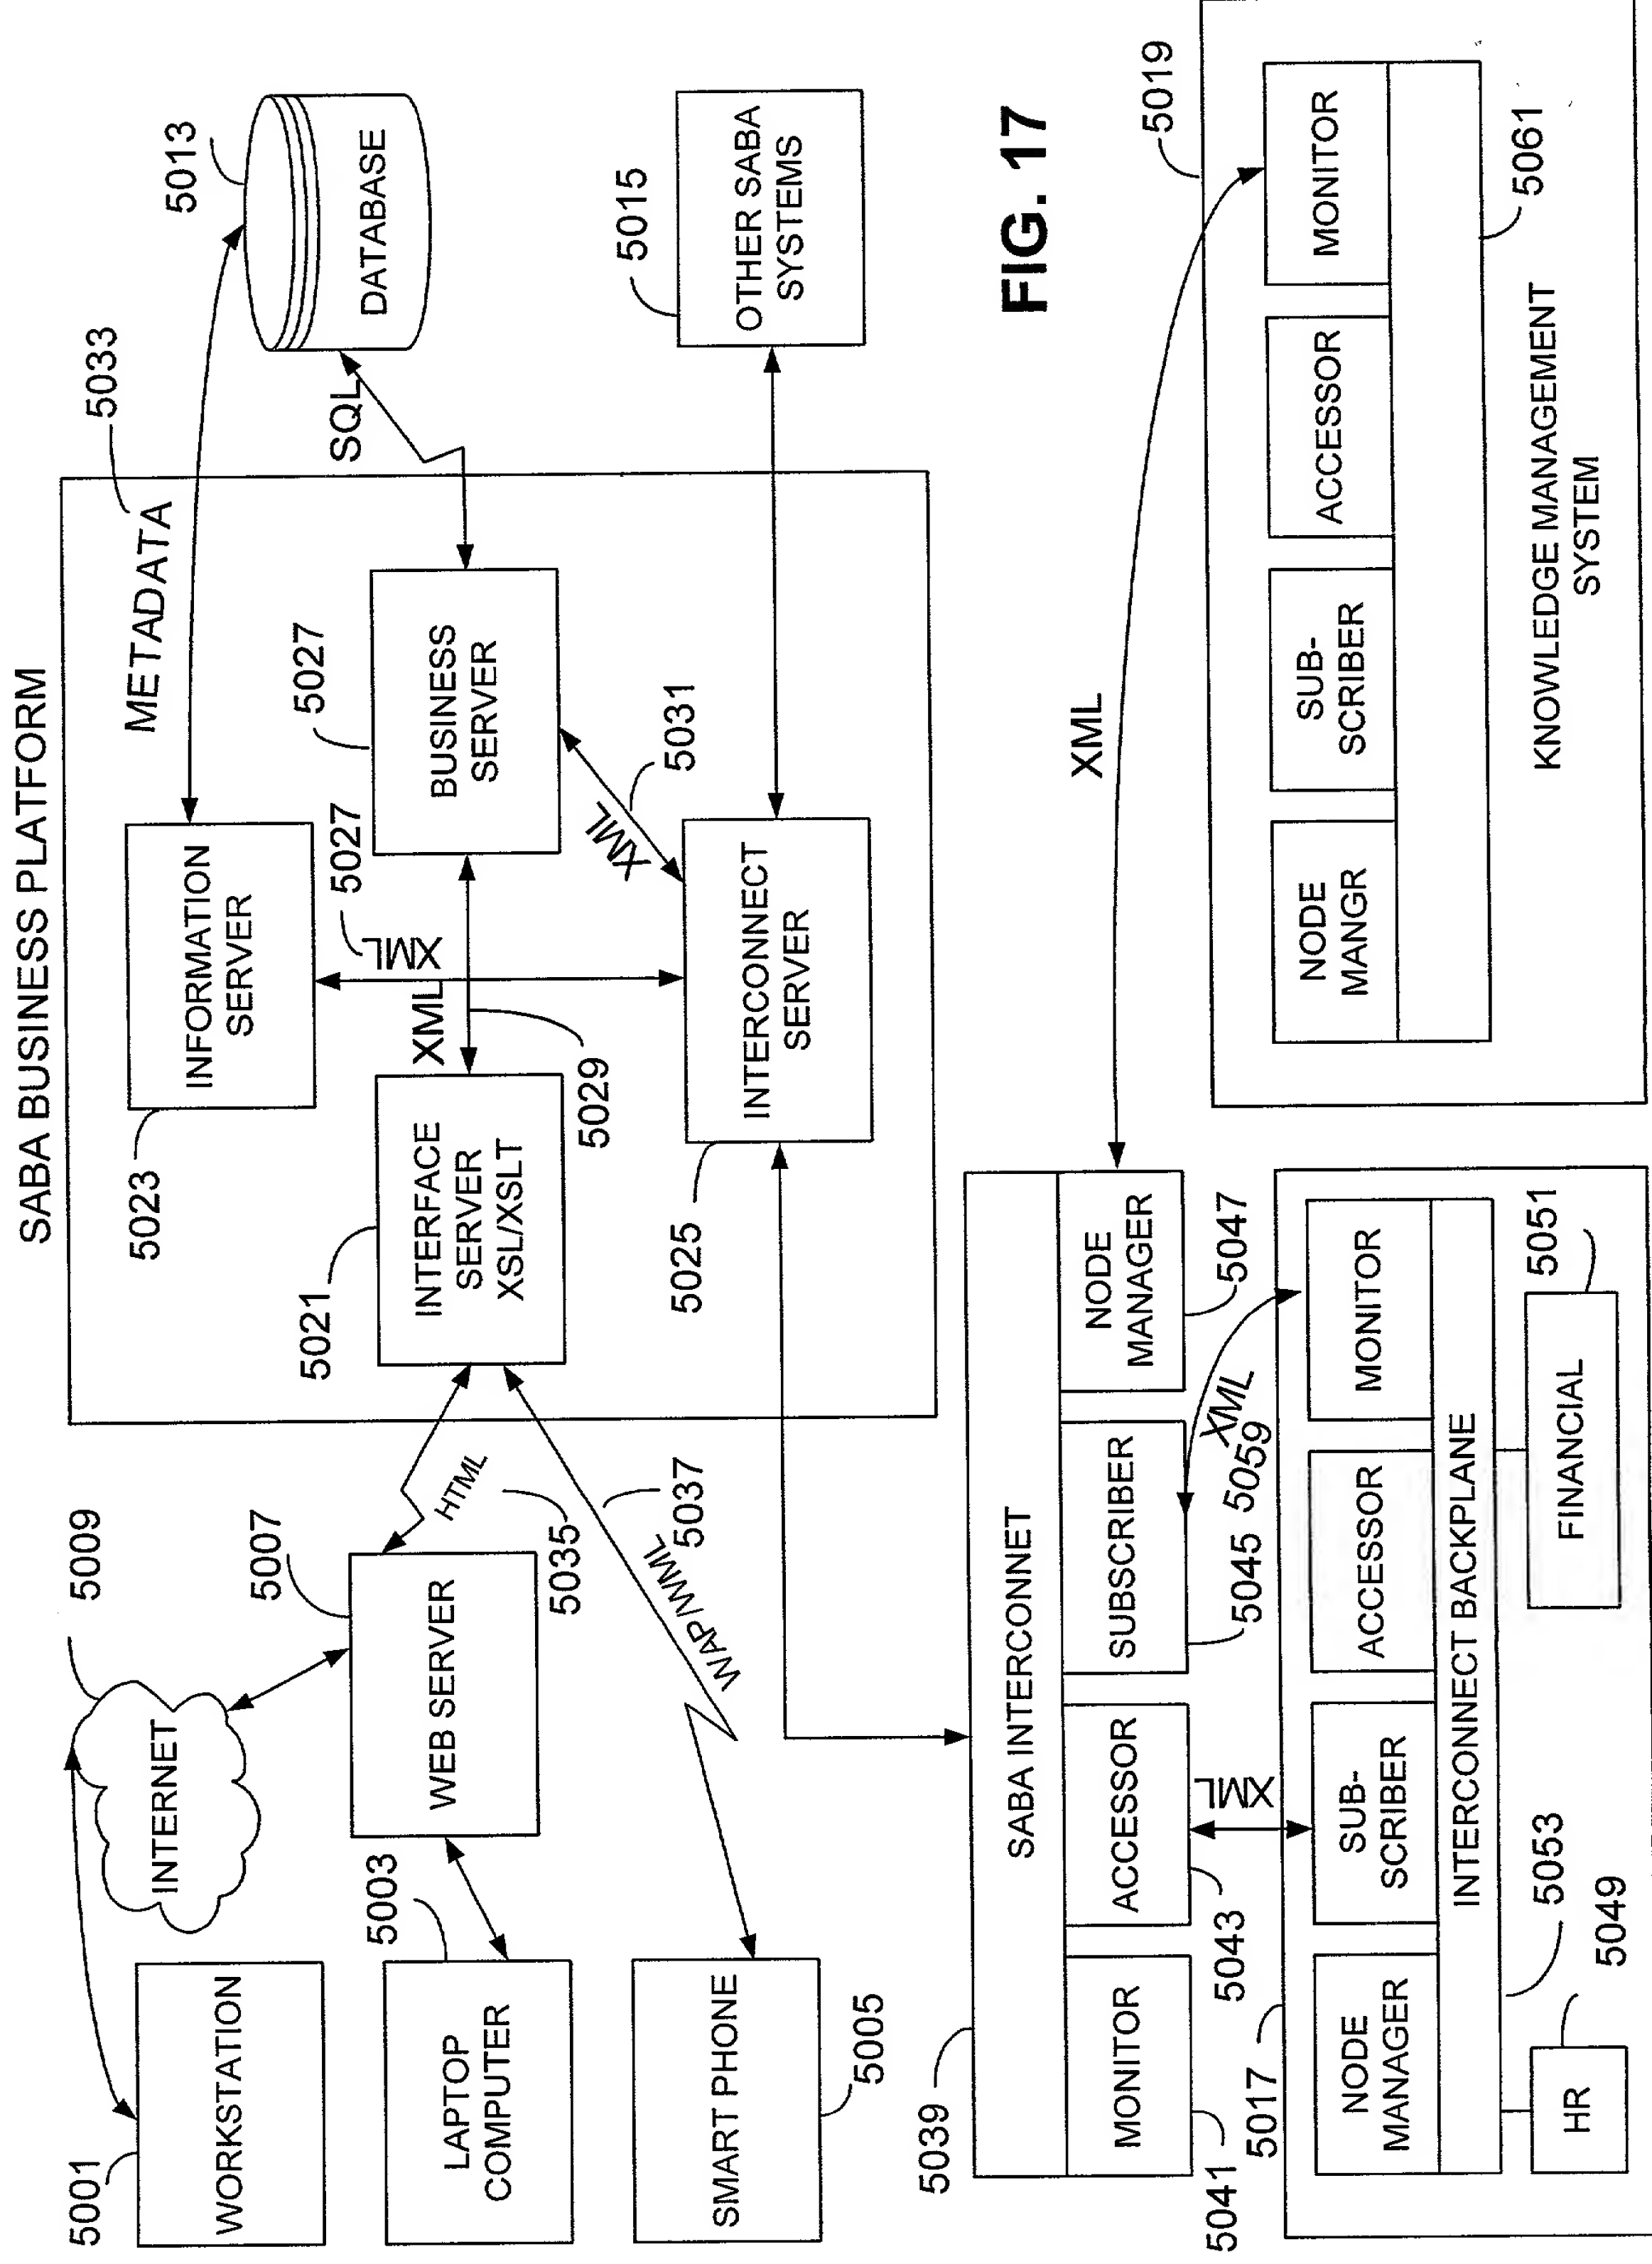 SABA BUSINESS PLATFORM
5001
WORKSTATION
5009
INTERNET
5007
WEB SERVER
5003
LAPTOP
COMPUTER
SMART PHONE
5005
HTML
5035
WAP/WML
5037
5023
INFORMATION
SERVER
METADATA
5033
5021
INTERFACE
SERVER
XSL/XSLT
XML
5029
XML
5027
5027
BUSINESS
SERVER
XML
5031
5025
INTERCONNECT
SERVER
SQL
5013
DATABASE
5015
OTHER SABA
SYSTEMS
FIG. 17
5039
SABA INTERCONNET
MONITOR
5041
ACCESSOR
5043
SUBSCRIBER
5045
NODE
MANAGER
5047
XML
XML
5059
XML
5017
NODE
MANAGER
SUB-
SCRIBER
ACCESSOR
MONITOR
INTERCONNECT BACKPLANE
5053
HR
5049
FINANCIAL
5051
5019
NODE
MANGR
SUB-
SCRIBER
ACCESSOR
MONITOR
5061
KNOWLEDGE MANAGEMENT
SYSTEM